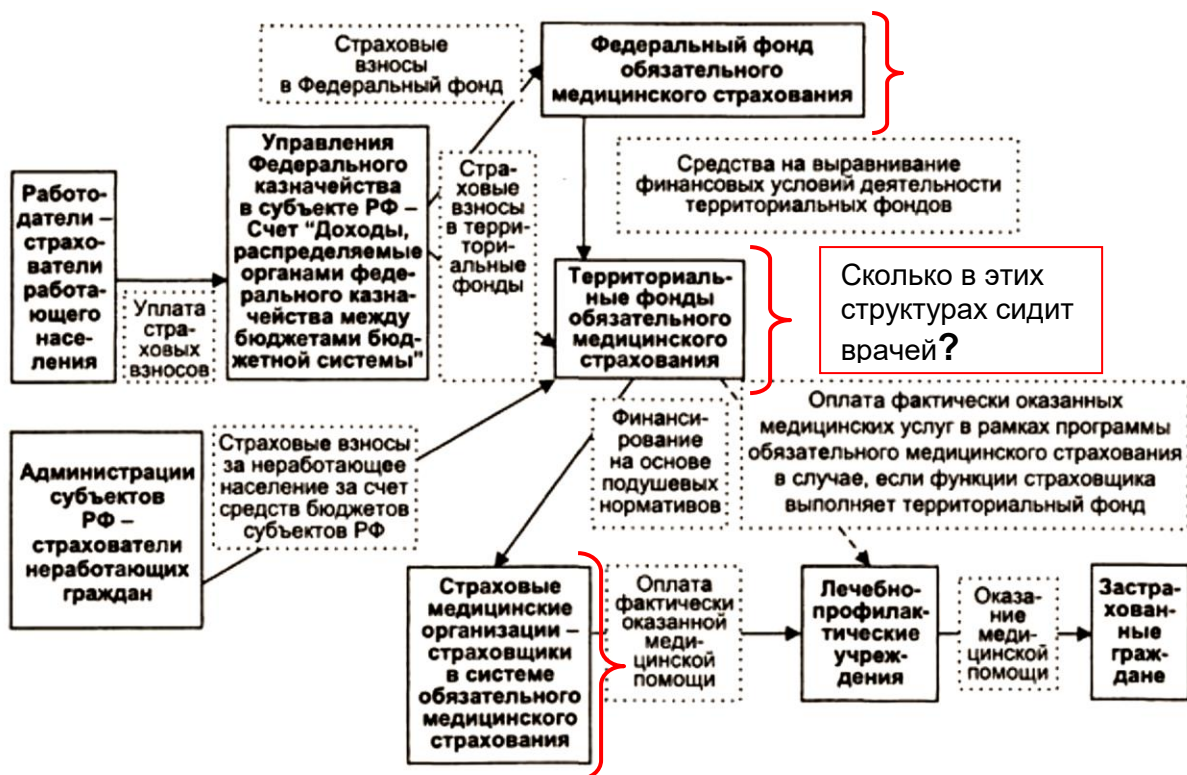 Страховые
взносы
в Федеральный фонд
Федеральный фонд
обязательного
медицинского страхования
Управления
Федерального
казначейства
в субъекте РФ –
Счет “Доходы,
распределяемые
органами феде-
рального казна-
чейства между
бюджетами бюд-
жетной системы”
Стра-
ховые
взносы
в терри-
тори-
альные
фонды
Средства на выравнивание
финансовых условий деятельности
территориальных фондов
Работо-
датели –
страхо-
ватели
работа-
ющего
насе-
ления
Уплата
стра-
ховых
взносов
Территориаль-
ные фонды
обязательного
медицинского
страхования
Сколько в этих
структурах сидит
врачей?
Администрации
субъектов
РФ –
страхователи
неработающих
граждан
Страховые взносы
за неработающее
население за счет
средств бюджетов
субъектов РФ
Финанси-
рование
на основе
подушевых
нормативов
Оплата фактически оказанных
медицинских услуг в рамках программы
обязательного медицинского страхования
в случае, если функции страховщика
выполняет территориальный фонд
Страховые
медицинские
организации –
страховщики
в системе
обязательного
медицинского
страхования
Оплата
фактически
оказанной
меди-
цинской
помощи
Лечебно-
профилак-
тические
учреж-
дения
Оказа-
ние
меди-
цинской
помощи
Застра-
хован-
ные
граж-
дане